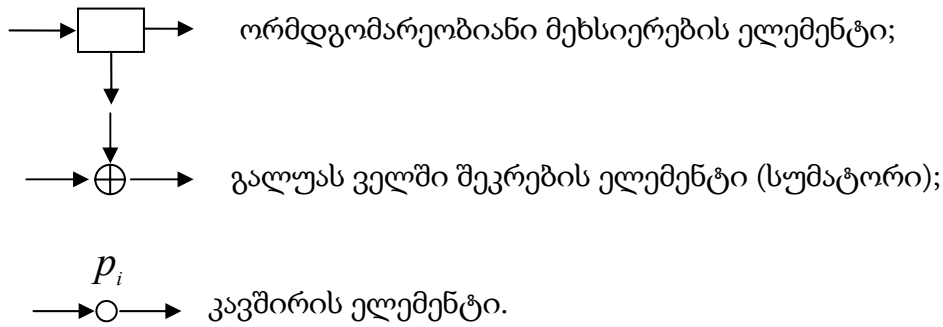 ორმდგომარეობიანი მეხსიერების ელემენტი;
გალუას ველში შეკრების ელემენტი (სუმატორი);
p_i
კავშირის ელემენტი.